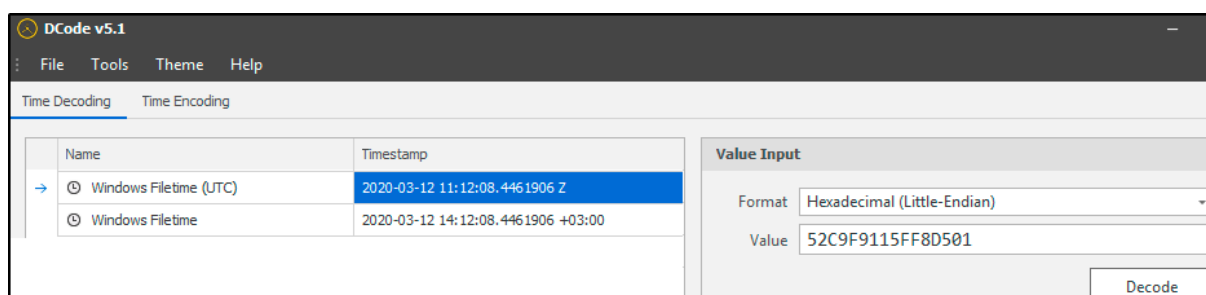 DCode v5.1
File Tools Theme Help
Time Decoding Time Encoding
Name Timestamp
Windows Filetime (UTC) 2020-03-12 11:12:08.4461906 Z
Windows Filetime 2020-03-12 14:12:08.4461906 +03:00
Value Input
Format Hexadecimal (Little-Endian)
Value 52C9F9115FF8D501
Decode